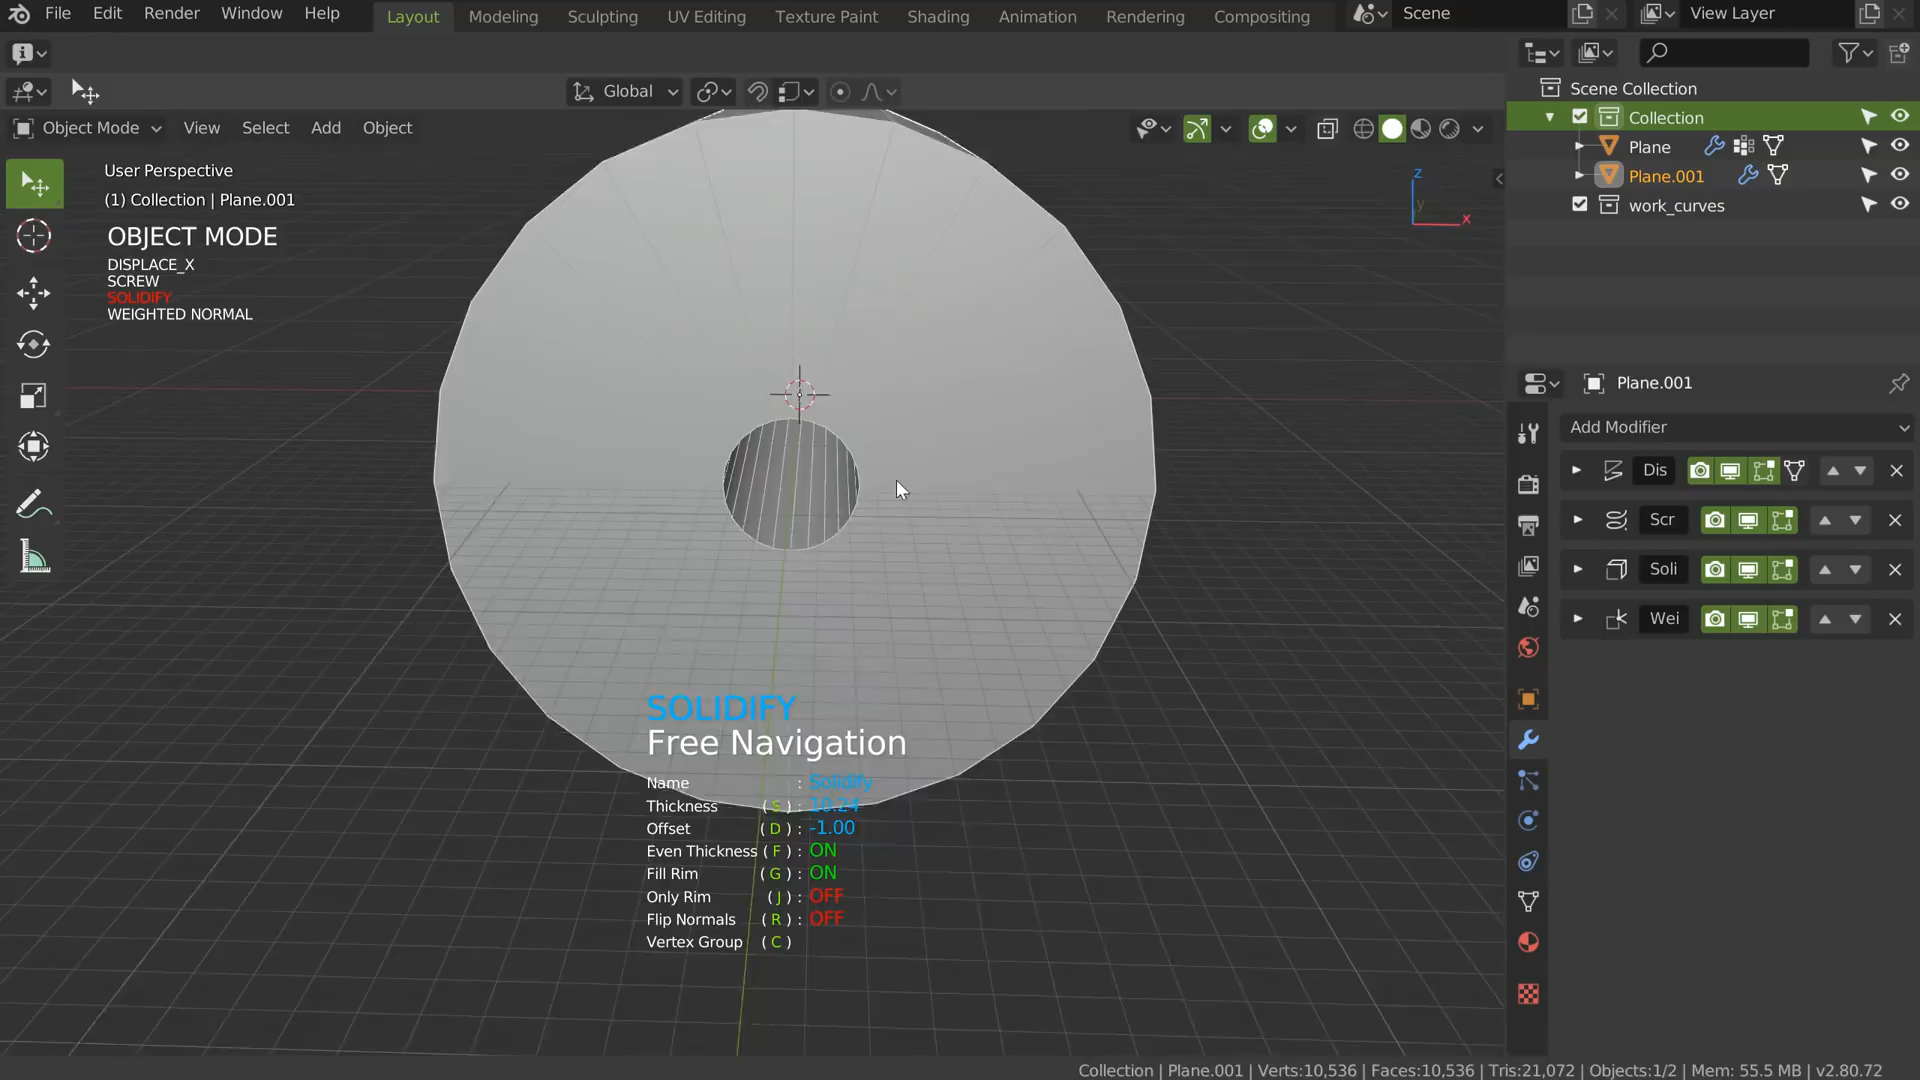 File Edit Render Window Help Layout Modeling Sculpting UV Editing Texture Paint Shading Animation Rendering Compositing Scene View Layer
Global
Object Mode View Select Add Object
User Perspective
(1) Collection | Plane.001
OBJECT MODE
DISPLACE_X
SCREW
SOLIDIFY
WEIGHTED NORMAL
z
y
x
SOLIDIFY
Free Navigation
Name : Solidify
Thickness ( S ) : 10.24
Offset ( D ) : -1.00
Even Thickness ( F ) : ON
Fill Rim ( G ) : ON
Only Rim ( J ) : OFF
Flip Normals ( R ) : OFF
Vertex Group ( C )
Scene Collection
Collection
Plane
Plane.001
work_curves
Plane.001
Add Modifier
Dis
Scr
Soli
Wei
Collection | Plane.001 | Verts:10,536 | Faces:10,536 | Tris:21,072 | Objects:1/2 | Mem: 55.5 MB | v2.80.72